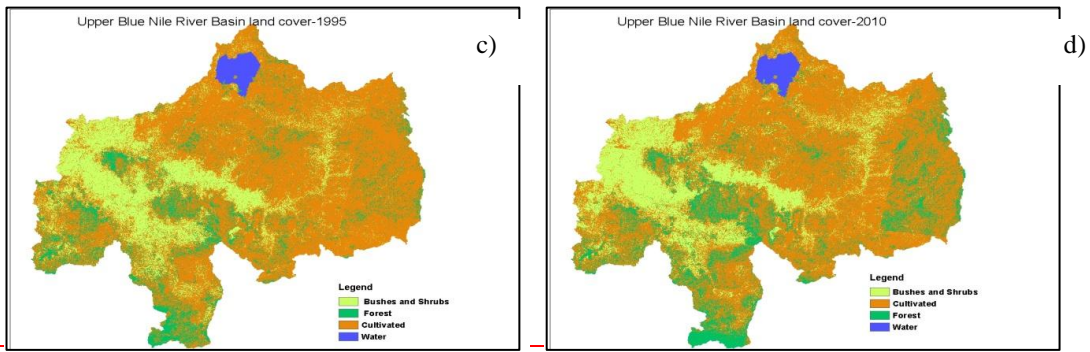 Upper Blue Nile River Basin land cover-1995
c)
Legend
Bushes and Shrubs
Forest
Cultivated
Water
Upper Blue Nile River Basin land cover-2010
d)
Legend
Bushes and Shrubs
Cultivated
Forest
Water